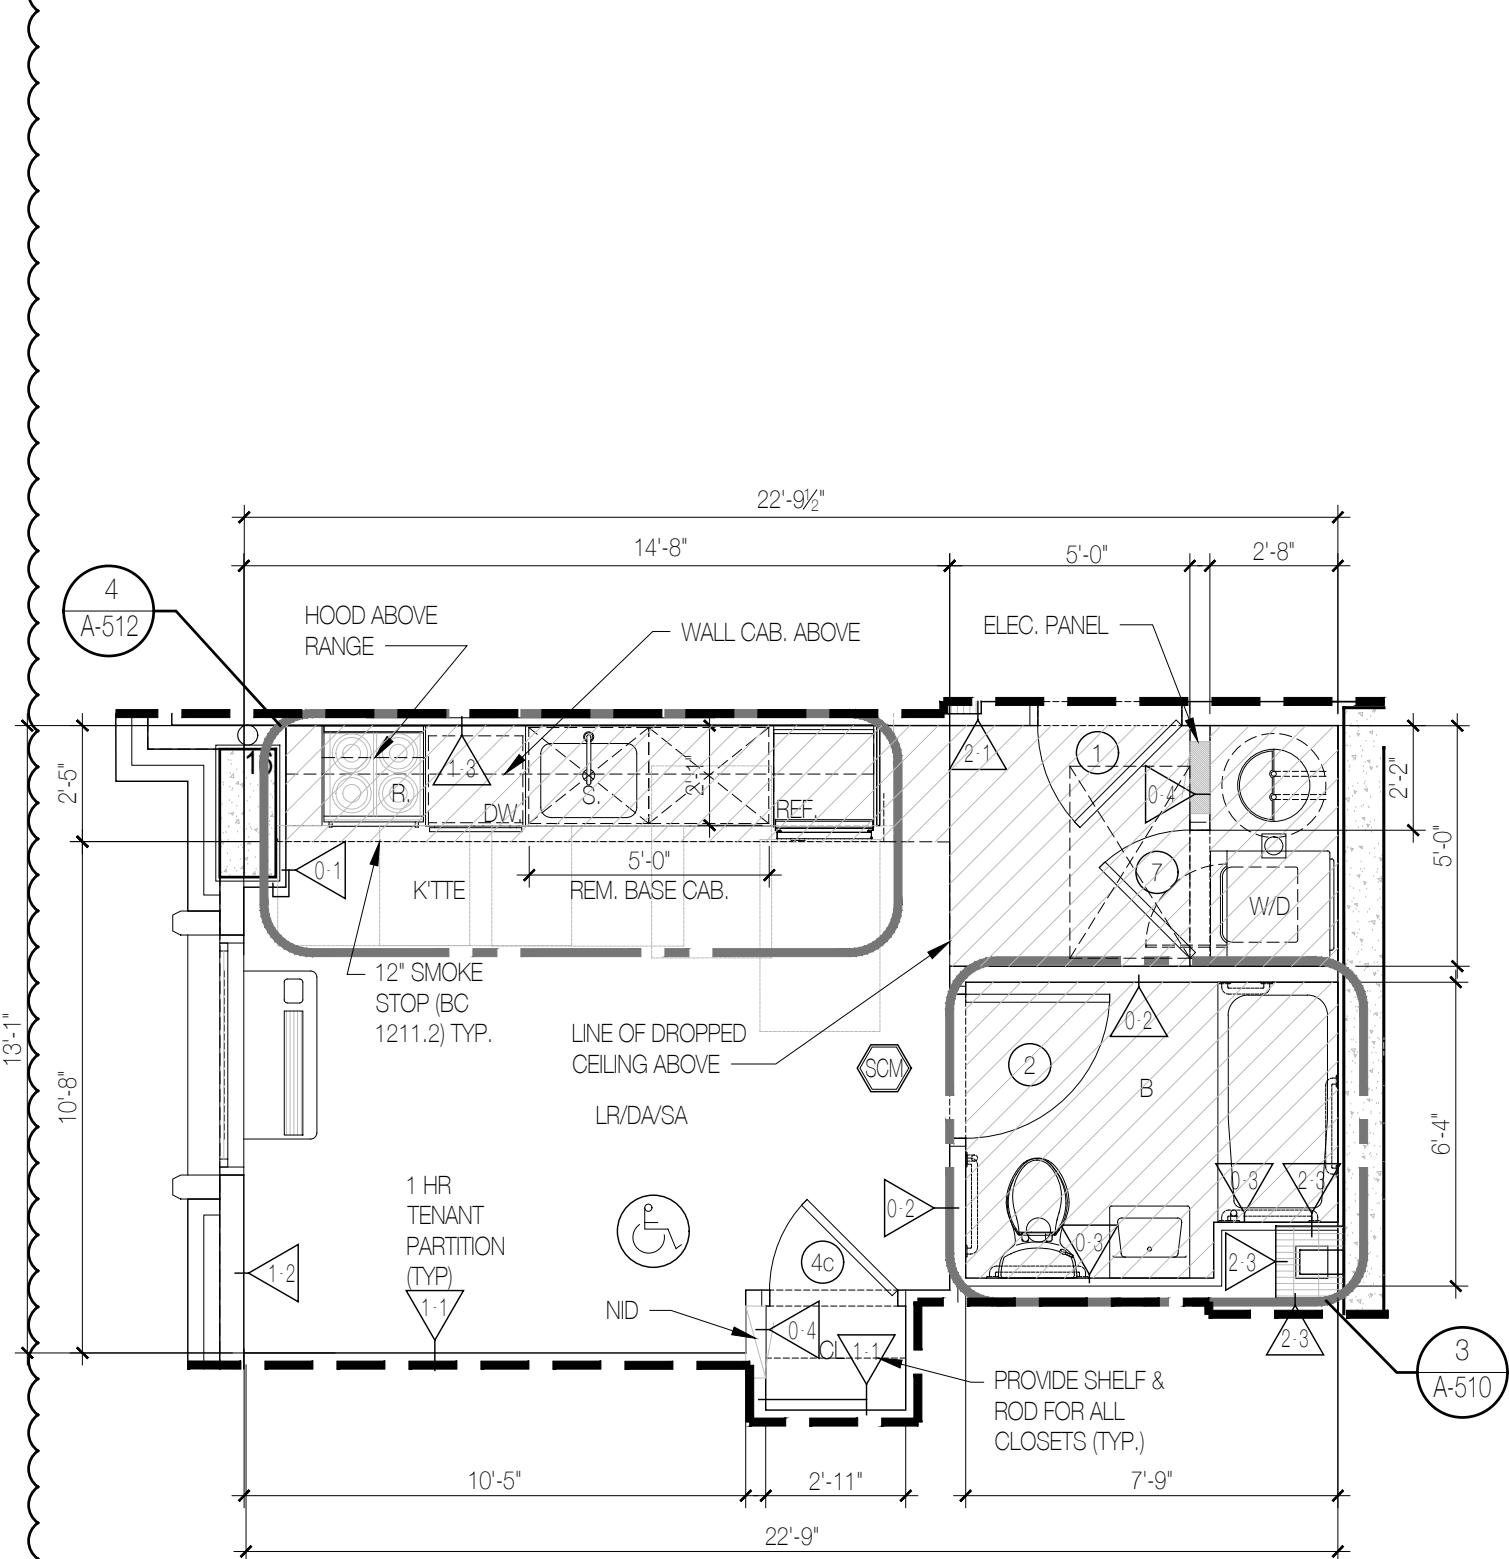 22'-9½"
14'-8"
5'-0"
2'-8"
4
A-512
HOOD ABOVE
RANGE
WALL CAB. ABOVE
ELEC. PANEL
2'-5"
1-3
R.
DW.
S.
2'-1"
REF.
2-1
1
0-4
2'-2"
5'-0"
0-1
K'TTE
5'-0"
REM. BASE CAB.
7
W/D
12" SMOKE
STOP (BC
1211.2) TYP.
LINE OF DROPPED
CEILING ABOVE
SCM
0-2
2
B
13'-1"
10'-8"
LR/DA/SA
6'-4"
1 HR
TENANT
PARTITION
(TYP)
0-2
0-3
2-3
0-3
2-3
4c
1-2
1-1
NID
0-4
CL
1-1
2-3
3
A-510
PROVIDE SHELF &
ROD FOR ALL
CLOSETS (TYP.)
10'-5"
2'-11"
7'-9"
22'-9"